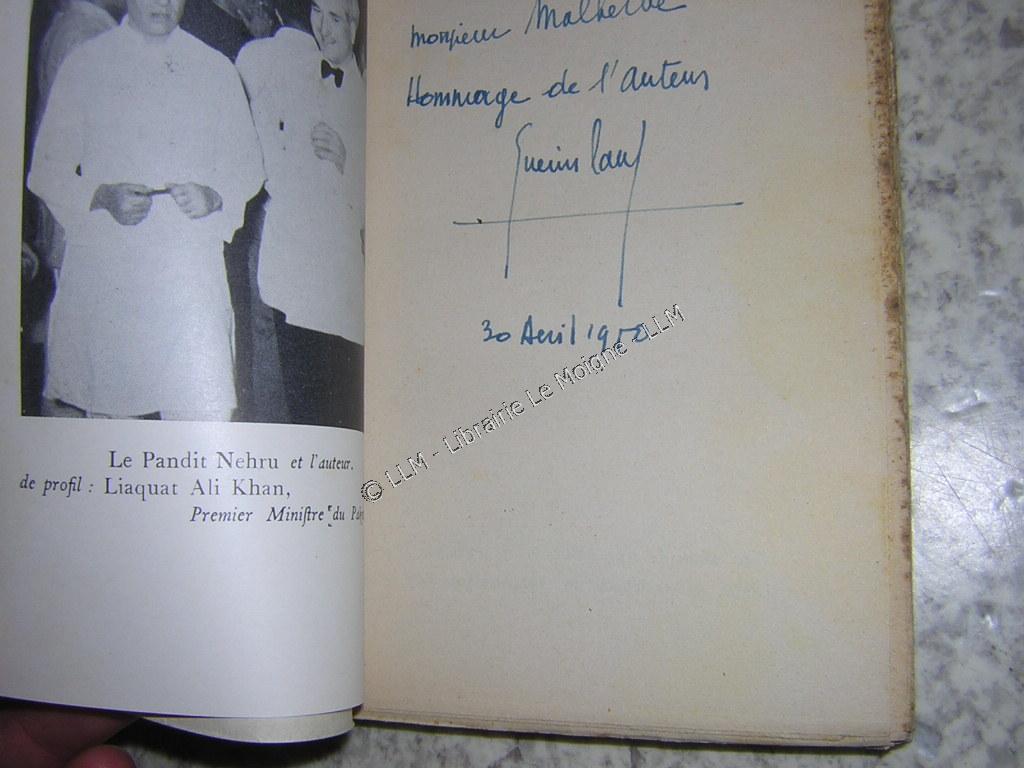 Monsieur Malherbe
Hommage de l'auteur
30 Avril 1950
Le Pandit Nehru et l'auteur.
de profil : Liaquat Ali Khan,
Premier Ministre du
© LLM - Librairie Le Moigne - LLM